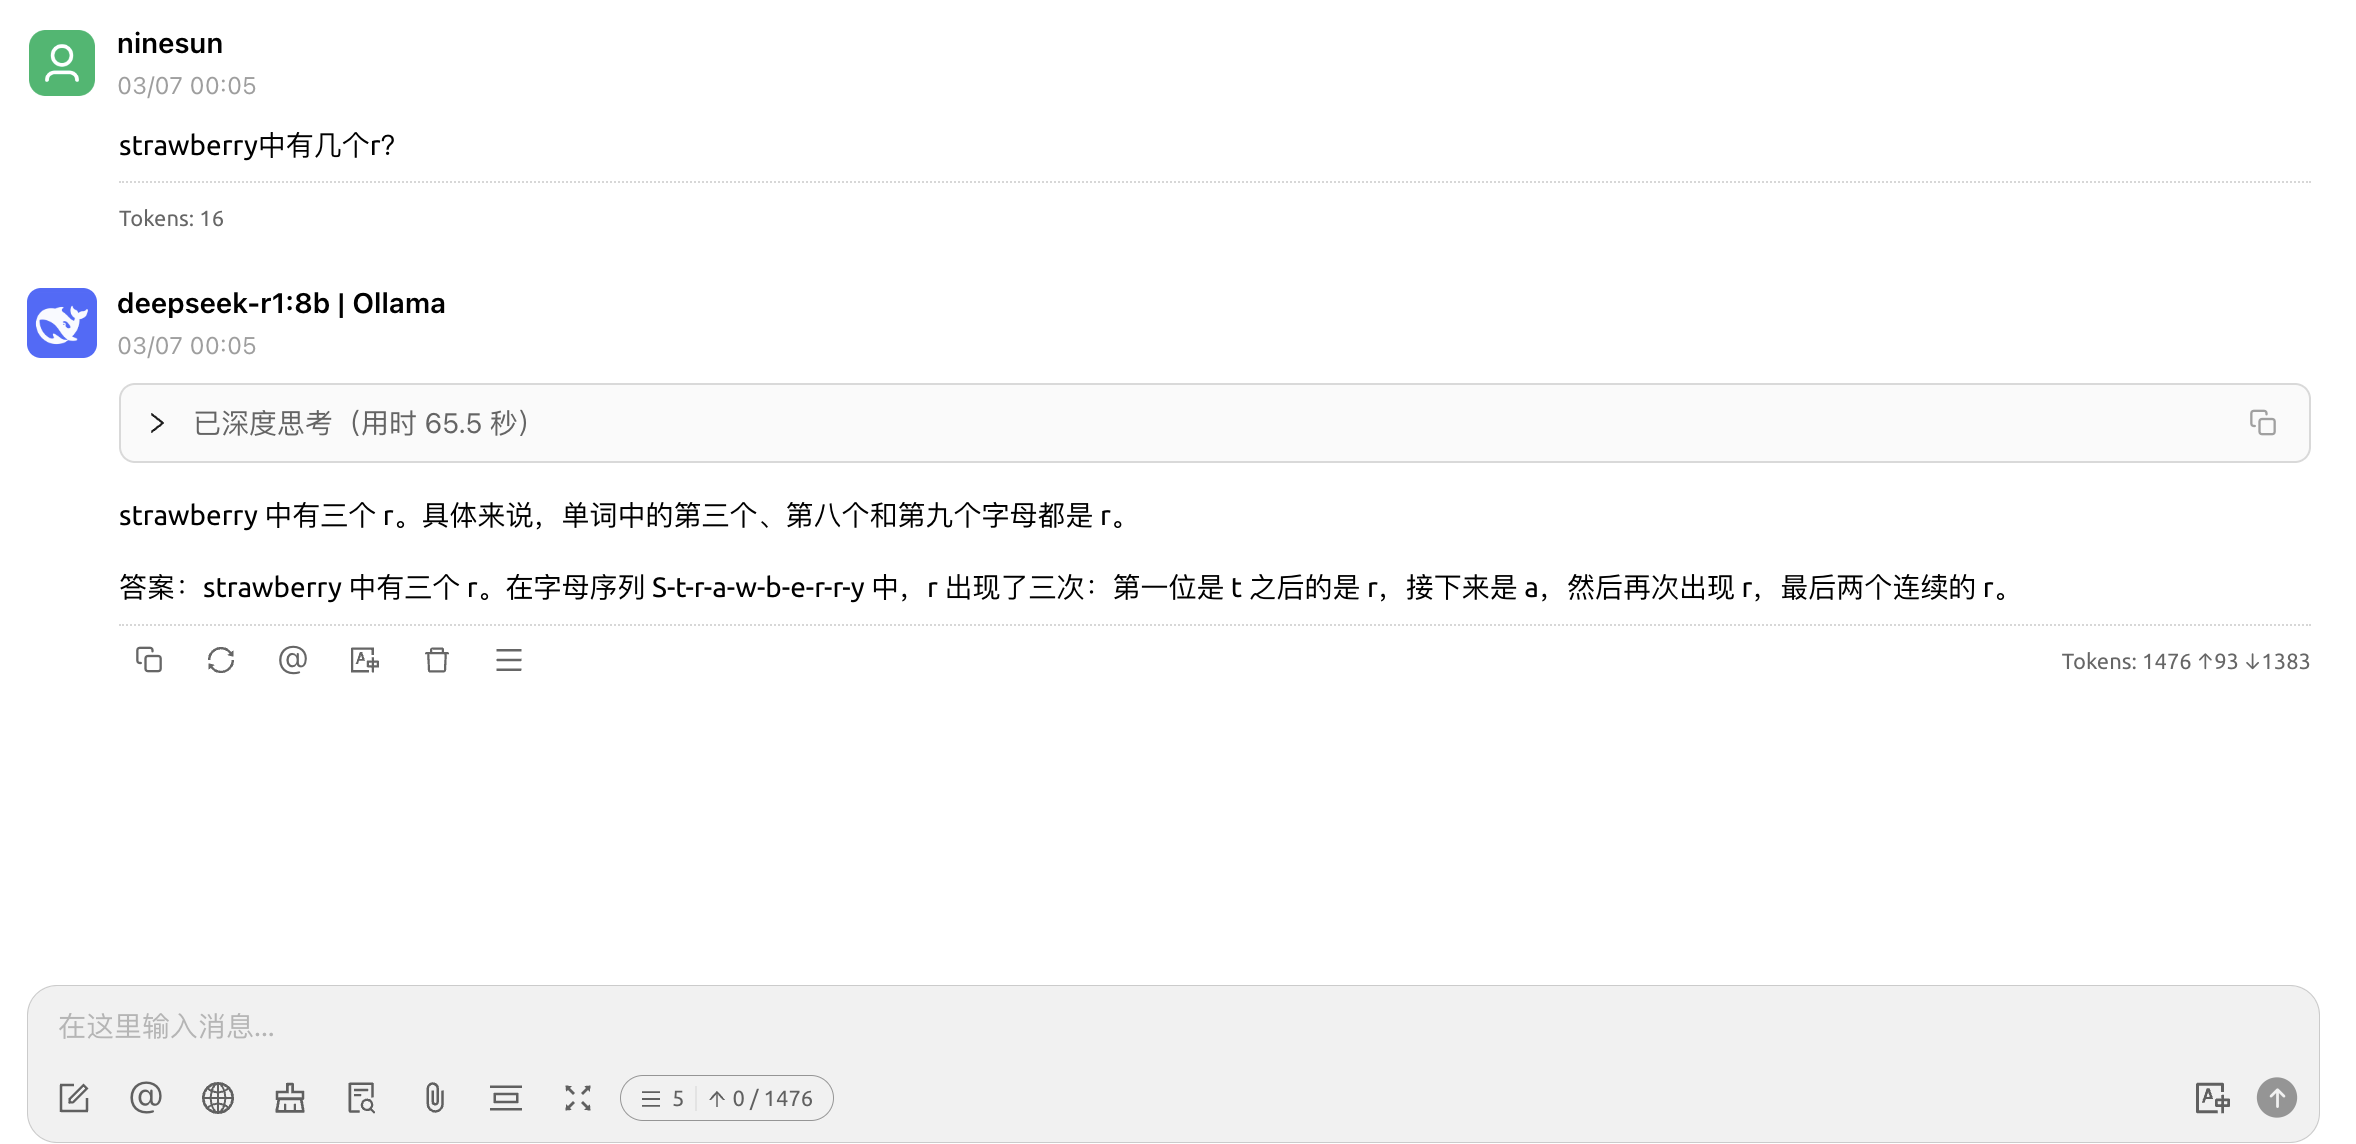 ninesun
03/07 00:05
strawberry中有几个r?
Tokens: 16
deepseek-r1:8b | Ollama
03/07 00:05
已深度思考（用时 65.5 秒）
strawberry 中有三个 r。具体来说，单词中的第三个、第八个和第九个字母都是 r。
答案：strawberry 中有三个 r。在字母序列 S-t-r-a-w-b-e-r-r-y 中，r 出现了三次：第一位是 t 之后的是 r，接下来是 a，然后再次出现 r，最后两个连续的 r。
Tokens: 1476 ↑93 ↓1383
在这里输入消息...
5 ↑ 0 / 1476